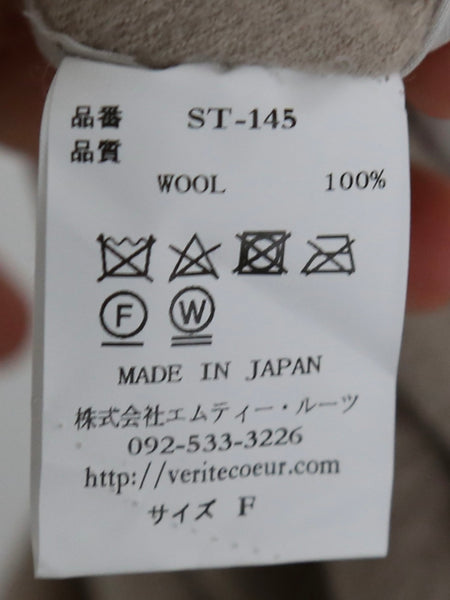 品番 ST-145
品質
WOOL 100%
F W
MADE IN JAPAN
株式会社エムティー・ルーツ
092-533-3226
http://veritecoeur.com
サイズ F